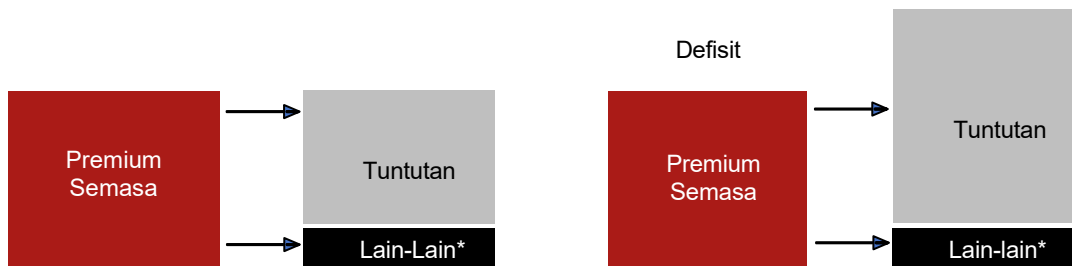 Premium
Semasa
Tuntutan
Lain-Lain*
Defisit
Premium
Semasa
Tuntutan
Lain-lain*